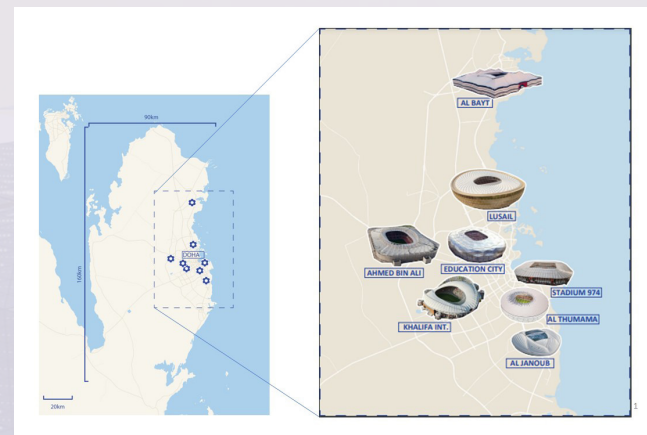 90km
160km
DOHA
20km
AL BAYT
LUSAIL
AHMED BIN ALI
EDUCATION CITY
STADIUM 974
KHALIFA INT.
AL THUMAMA
AL JANOUB
1